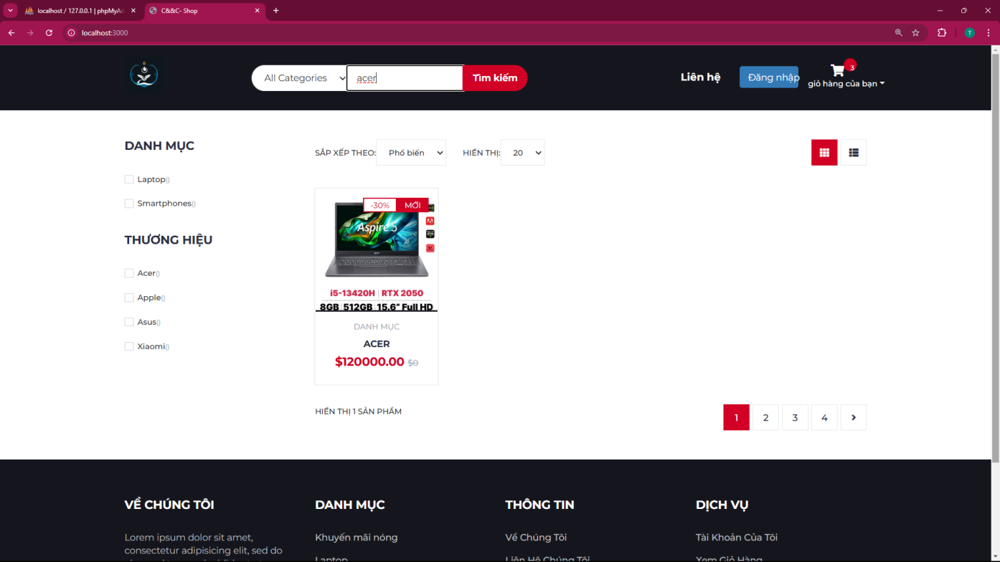 localhost / 127.0.0.1 | phpMyAd
C&&C- Shop
localhost:3000
T
All Categories
acer
Tìm kiếm
Liên hệ
Đăng nhập
3
giỏ hàng của bạn
DANH MỤC
Laptop()
Smartphones()
THƯƠNG HIỆU
Acer()
Apple()
Asus()
Xiaomi()
SẮP XẾP THEO: Phổ biến
HIỂN THỊ: 20
-30% MỚI
Aspire 5
i5-13420H | RTX 2050
8GB 512GB 15.6" Full HD
DANH MỤC
ACER
$120000.00 $0
HIỂN THỊ 1 SẢN PHẨM
1 2 3 4
VỀ CHÚNG TÔI
Lorem ipsum dolor sit amet,
consectetur adipisicing elit, sed do
DANH MỤC
Khuyến mãi nóng
Laptop
THÔNG TIN
Về Chúng Tôi
Liên Hệ Chúng Tôi
DỊCH VỤ
Tài Khoản Của Tôi
Xem Giỏ Hàng